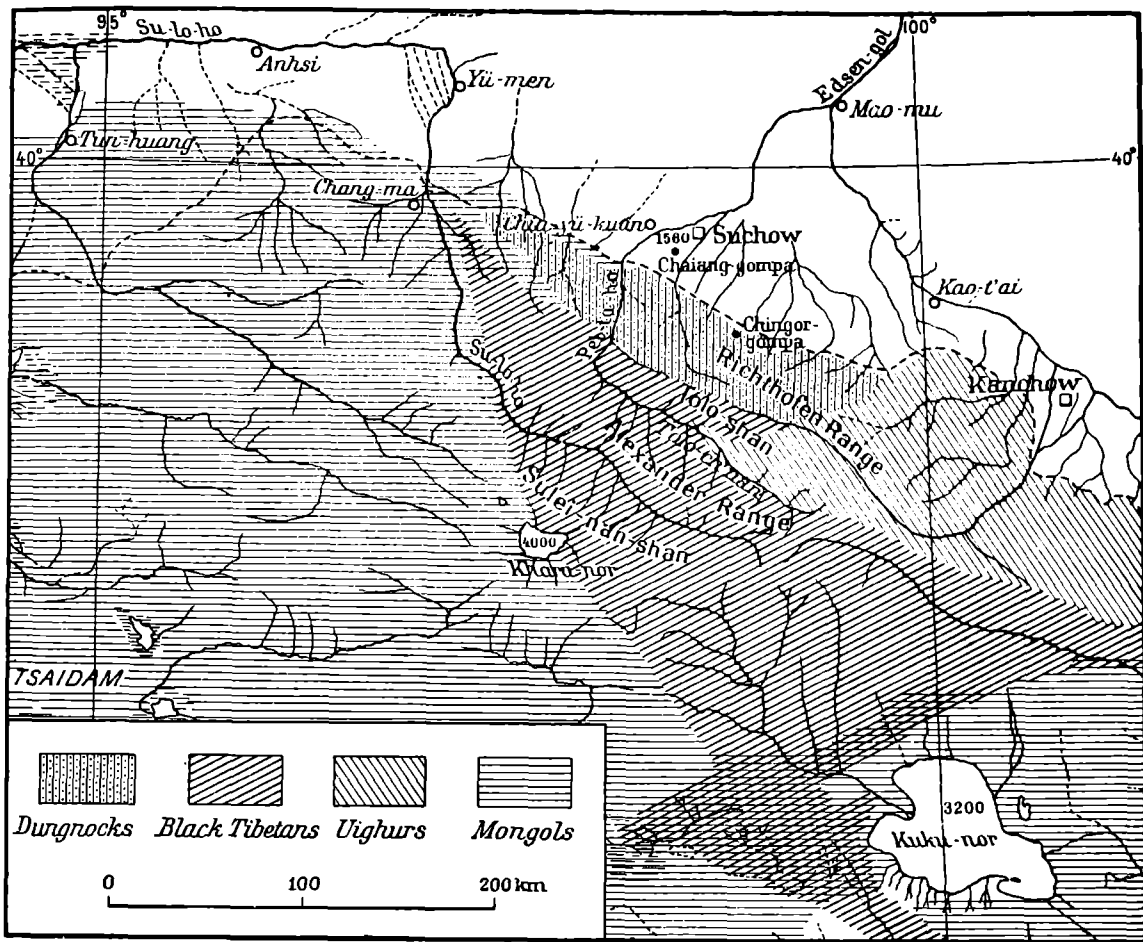 95°
100°
Su-lo-ho
Anhsi
Yü-men
Edsen-gol
Mao-mu
Tun-huang
40°
40°
Chang-ma
Chia-yü-kuan
1560
Suchow
Chaiang-gompa
Kao-t'ai
Pei-ta-ho
Chingor-
gompa
Richthofen Range
Kanchow
Su-lo-ho
Tolo-shan
Alexander Range
Sulei-nan-shan
4000
Khara-nor
TSAIDAM
3200
Kuku-nor
Dungnocks
Black Tibetans
Uighurs
Mongols
0
100
200 km